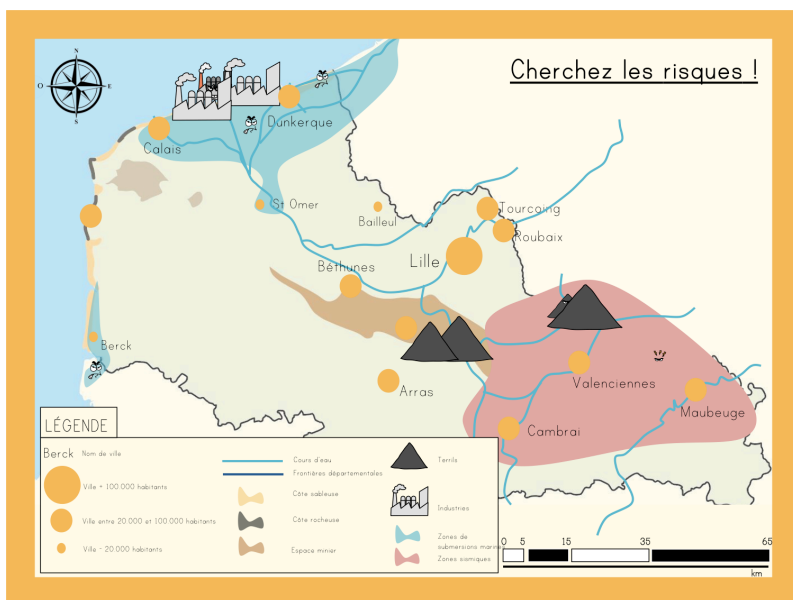 Cherchez les risques !
N
O
E
S
Dunkerque
Calais
St Omer
Bailleul
Tourcoing
Roubaix
Lille
Béthunes
Berck
Arras
Valenciennes
Maubeuge
Cambrai
LÉGENDE
Berck Nom de ville
Ville + 100 000 habitants
Ville entre 20 000 et 100 000 habitants
Ville - 20 000 habitants
Cours d'eau
Frontières départementales
Côte sableuse
Côte rocheuse
Espace minier
Terrils
Industries
Zones de
submersions marine
Zones sismiques
0 5 15 35 65
km